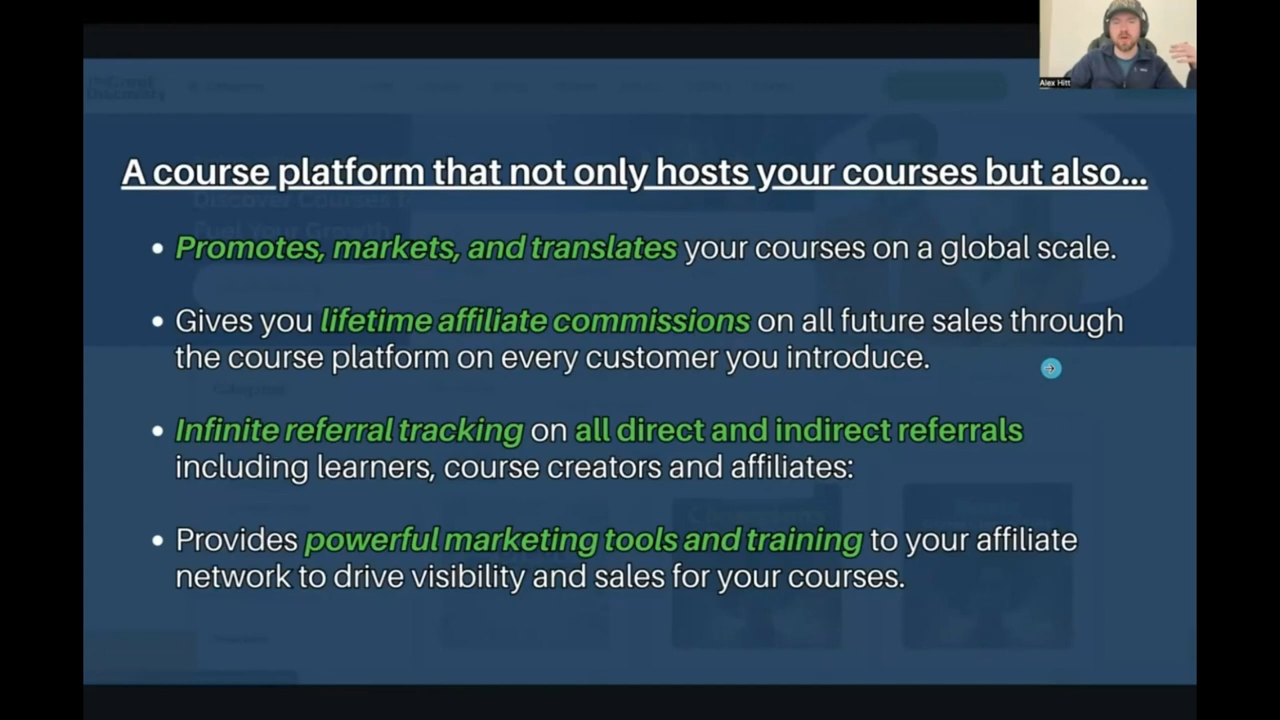 Alex Hitt
A course platform that not only hosts your courses but also...
• Promotes, markets, and translates your courses on a global scale.
• Gives you lifetime affiliate commissions on all future sales through
the course platform on every customer you introduce.
• Infinite referral tracking on all direct and indirect referrals
including learners, course creators and affiliates:
• Provides powerful marketing tools and training to your affiliate
network to drive visibility and sales for your courses.